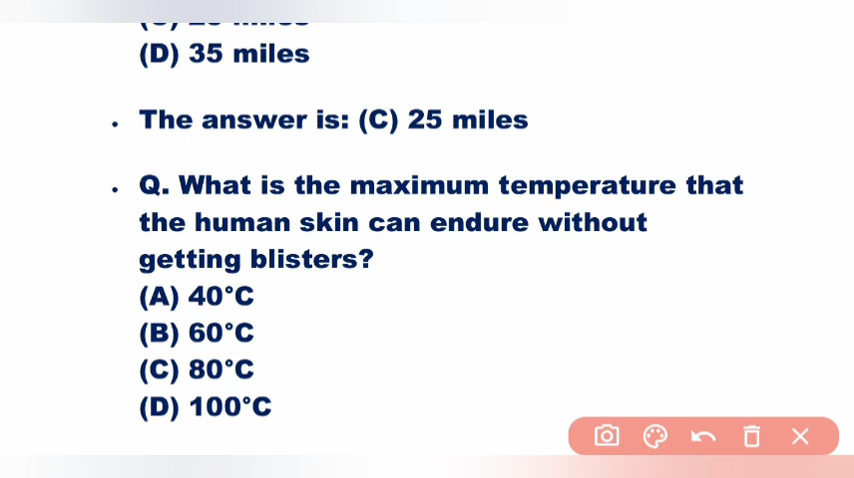 (D) 35 miles
• The answer is: (C) 25 miles
• Q. What is the maximum temperature that
the human skin can endure without
getting blisters?
(A) 40°C
(B) 60°C
(C) 80°C
(D) 100°C